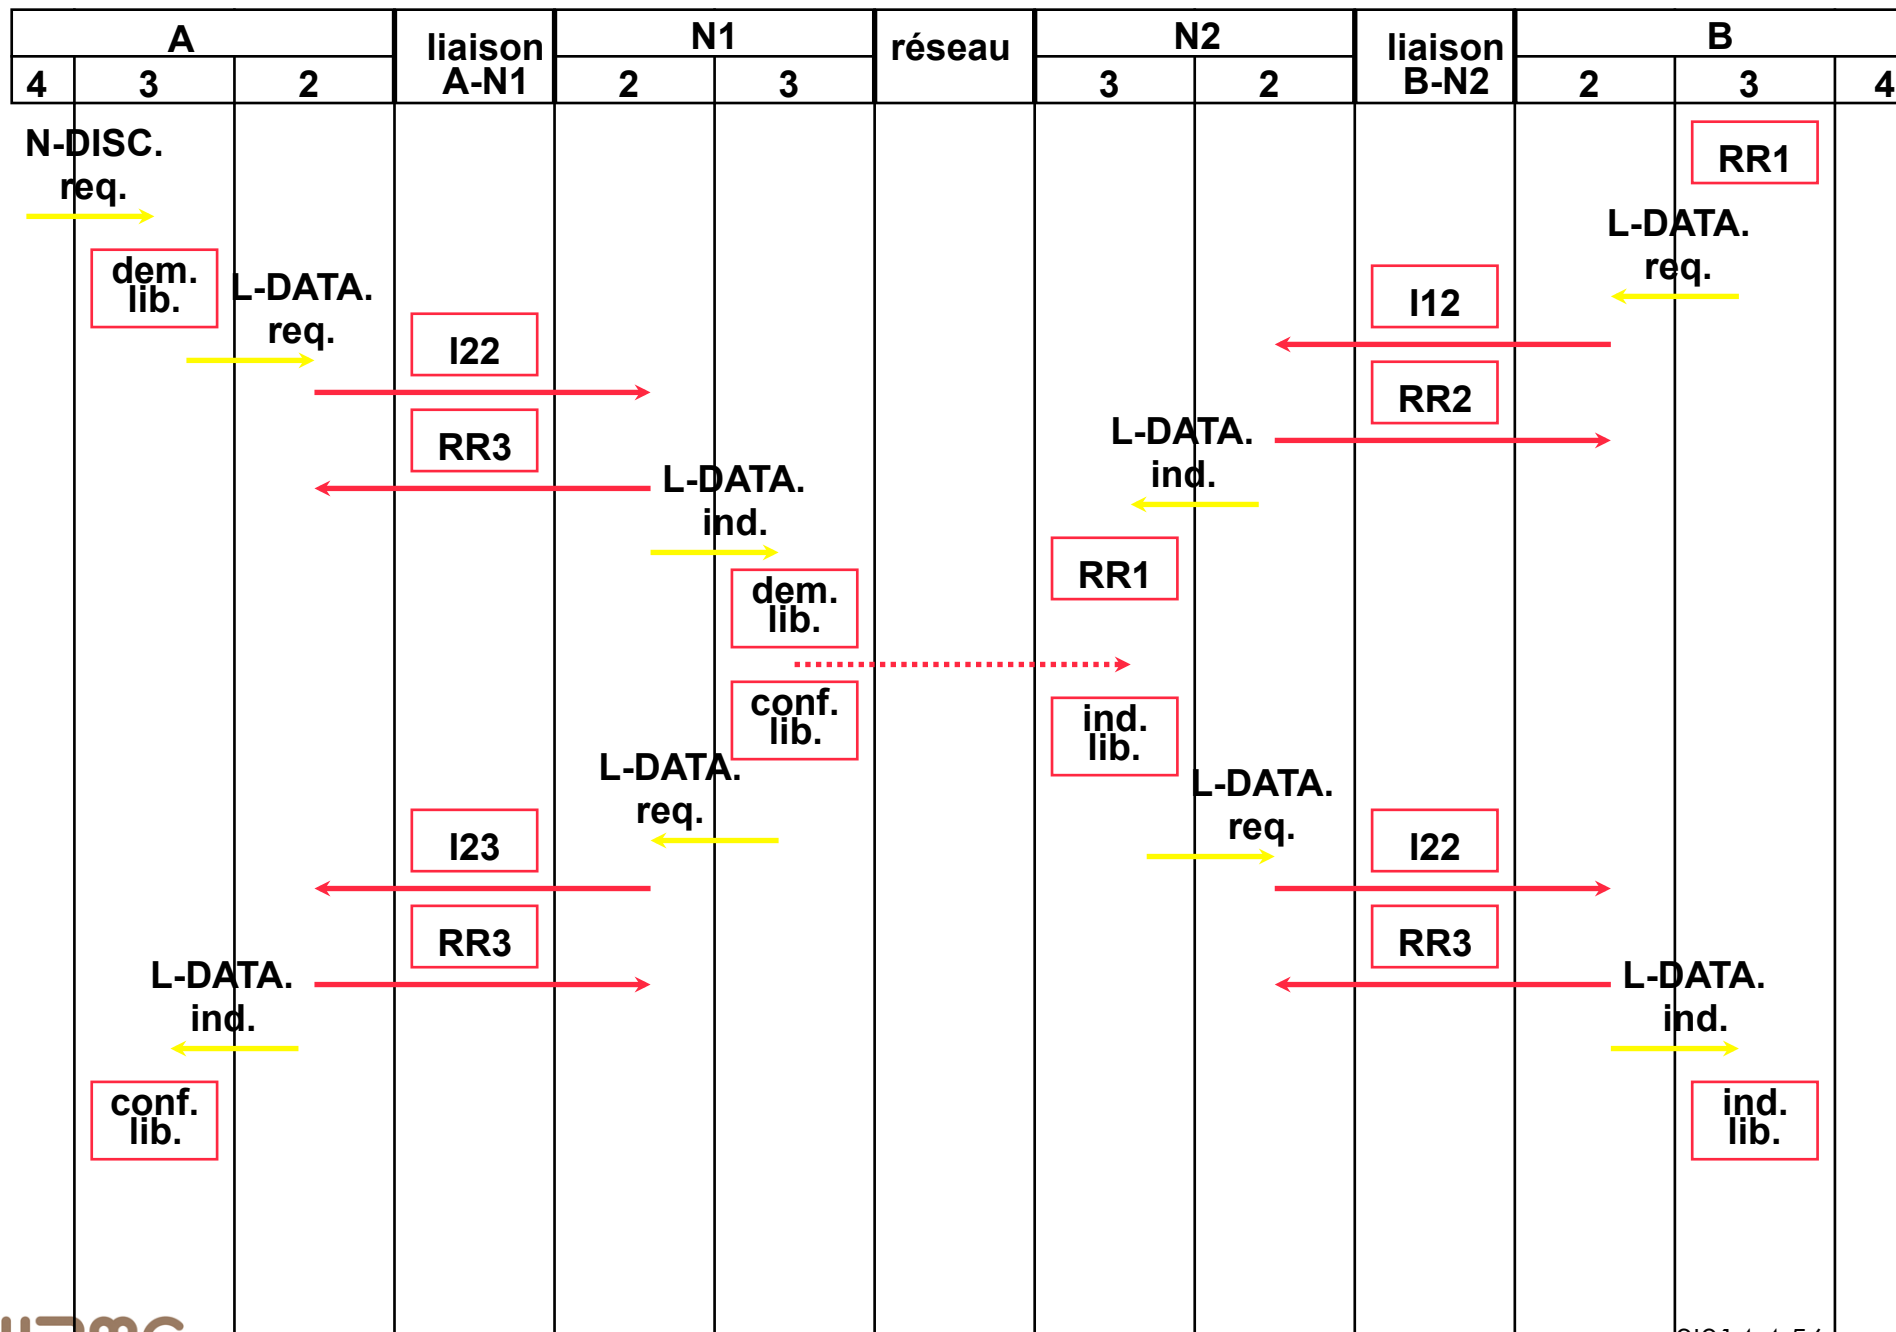 A liaison A-N1 N1 réseau N2 liaison B-N2 B
4 3 2 2 3 3 2 2 3 4
N-DISC.
req.
RR1
L-DATA.
req.
dem.
lib.
L-DATA.
req.
I12
I22
RR2
RR3
L-DATA.
ind.
L-DATA.
ind.
RR1
dem.
lib.
conf.
lib.
ind.
lib.
L-DATA.
req.
L-DATA.
req.
I23
I22
RR3
RR3
L-DATA.
ind.
L-DATA.
ind.
conf.
lib.
ind.
lib.